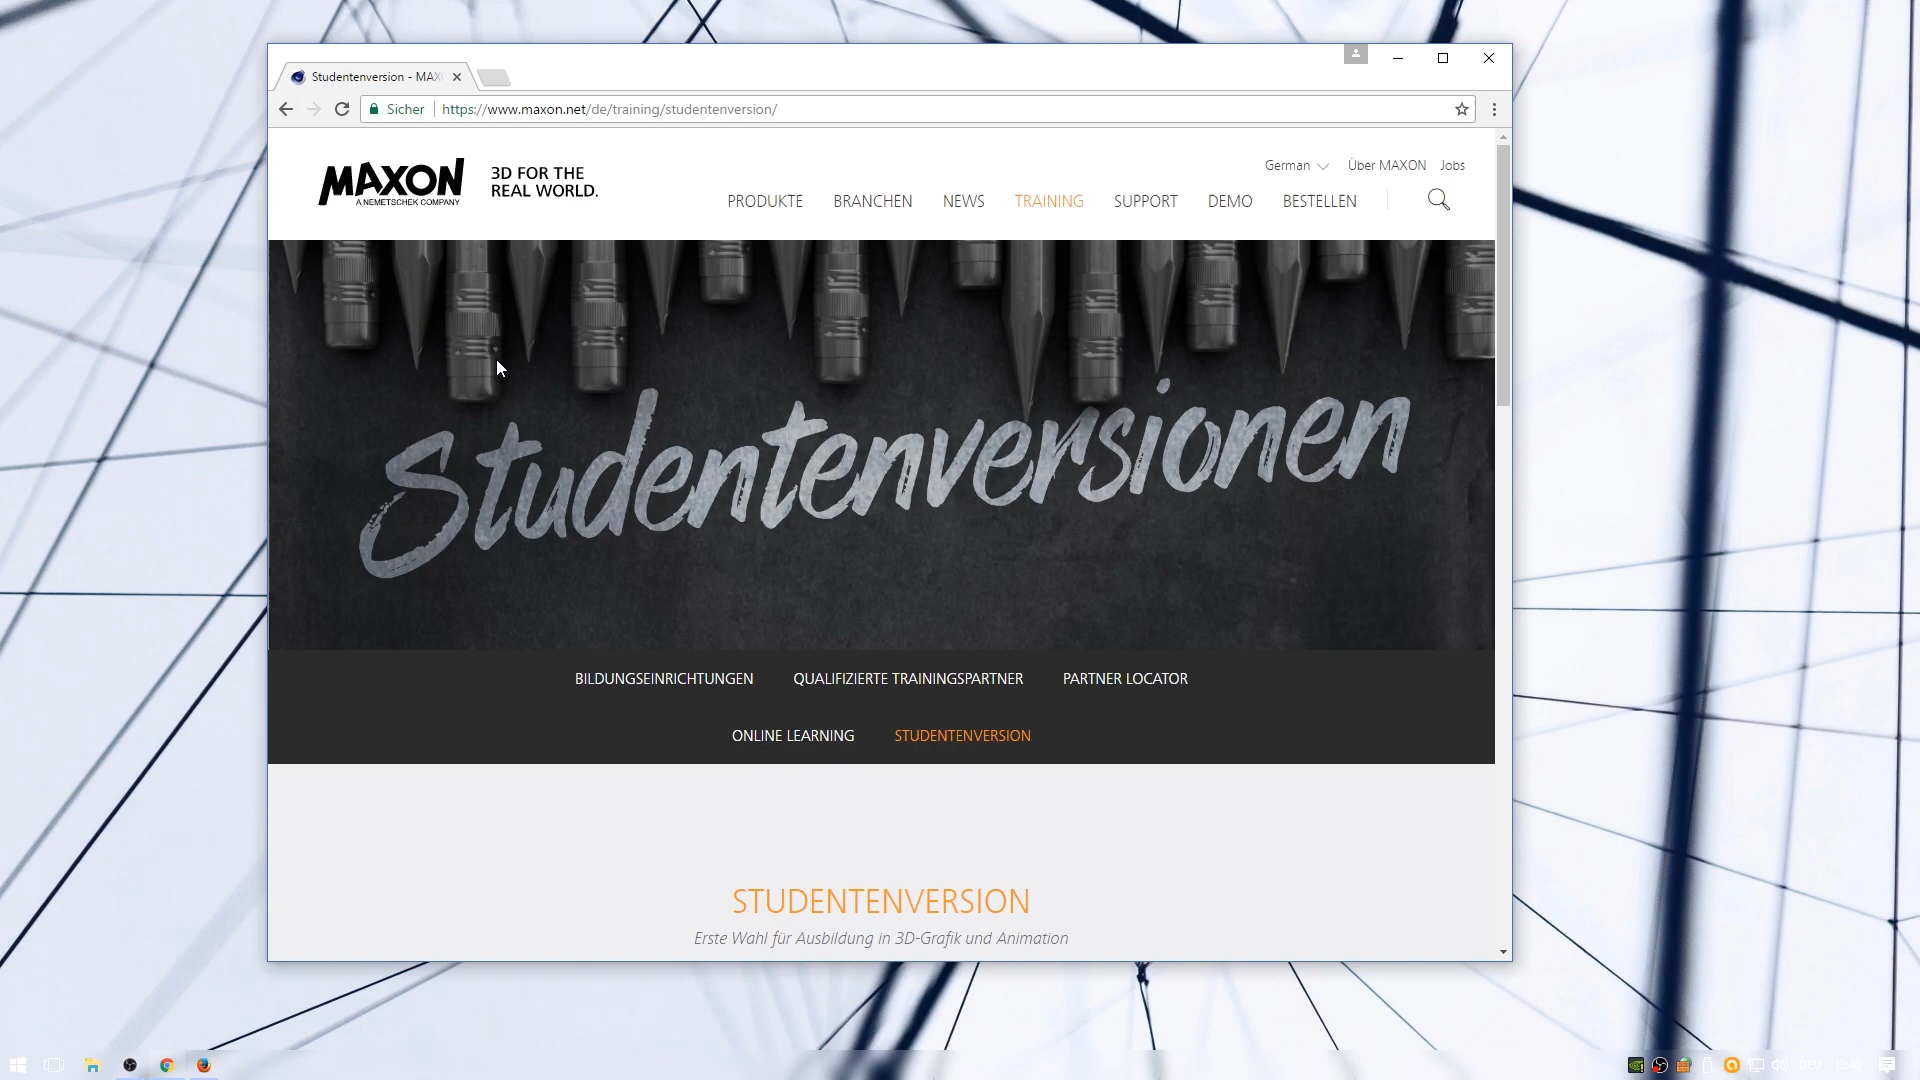 Studentenversion - MAX
Sicher
https://www.maxon.net/de/training/studentenversion/
MAXON
A NEMETSCHEK COMPANY
3D FOR THE
REAL WORLD.
German
Über MAXON
Jobs
PRODUKTE
BRANCHEN
NEWS
TRAINING
SUPPORT
DEMO
BESTELLEN
Studentenversionen
BILDUNGSEINRICHTUNGEN
QUALIFIZIERTE TRAININGSPARTNER
PARTNER LOCATOR
ONLINE LEARNING
STUDENTENVERSION
STUDENTENVERSION
Erste Wahl für Ausbildung in 3D-Grafik und Animation
DEU